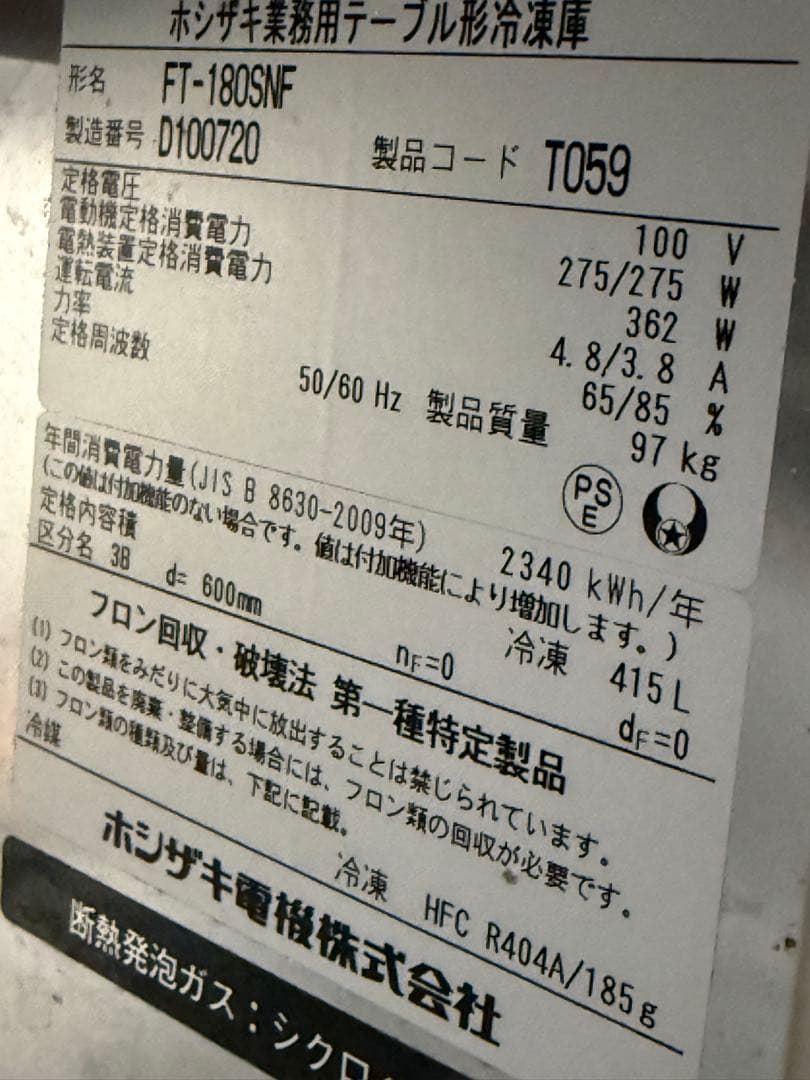 ホシザキ業務用テーブル形冷凍庫
形名 FT-180SNF
製造番号 D100720 製品コード T059
定格電圧 100 V
電動機定格消費電力 275/275 W
電熱装置定格消費電力 362 W
運転電流 4.8/3.8 A
力率 65/85 %
定格周波数 50/60 Hz 製品質量 97 kg
PS
E
年間消費電力量(JIS B 8630-2009年) 2340 kWh/年
(この値は付加機能のない場合です。値は付加機能により増加します。)
定格内容積 冷凍 415L
区分名 3B d= 600mm nF=0 dF=0
フロン回収・破壊法 第一種特定製品
(1) フロン類をみだりに大気中に放出することは禁じられています。
(2) この製品を廃棄・整備する場合には、フロン類の回収が必要です。
(3) フロン類の種類及び量は、下記に記載。
冷媒 冷凍 HFC R404A/185g
ホシザキ電機株式会社
断熱発泡ガス:シクロ